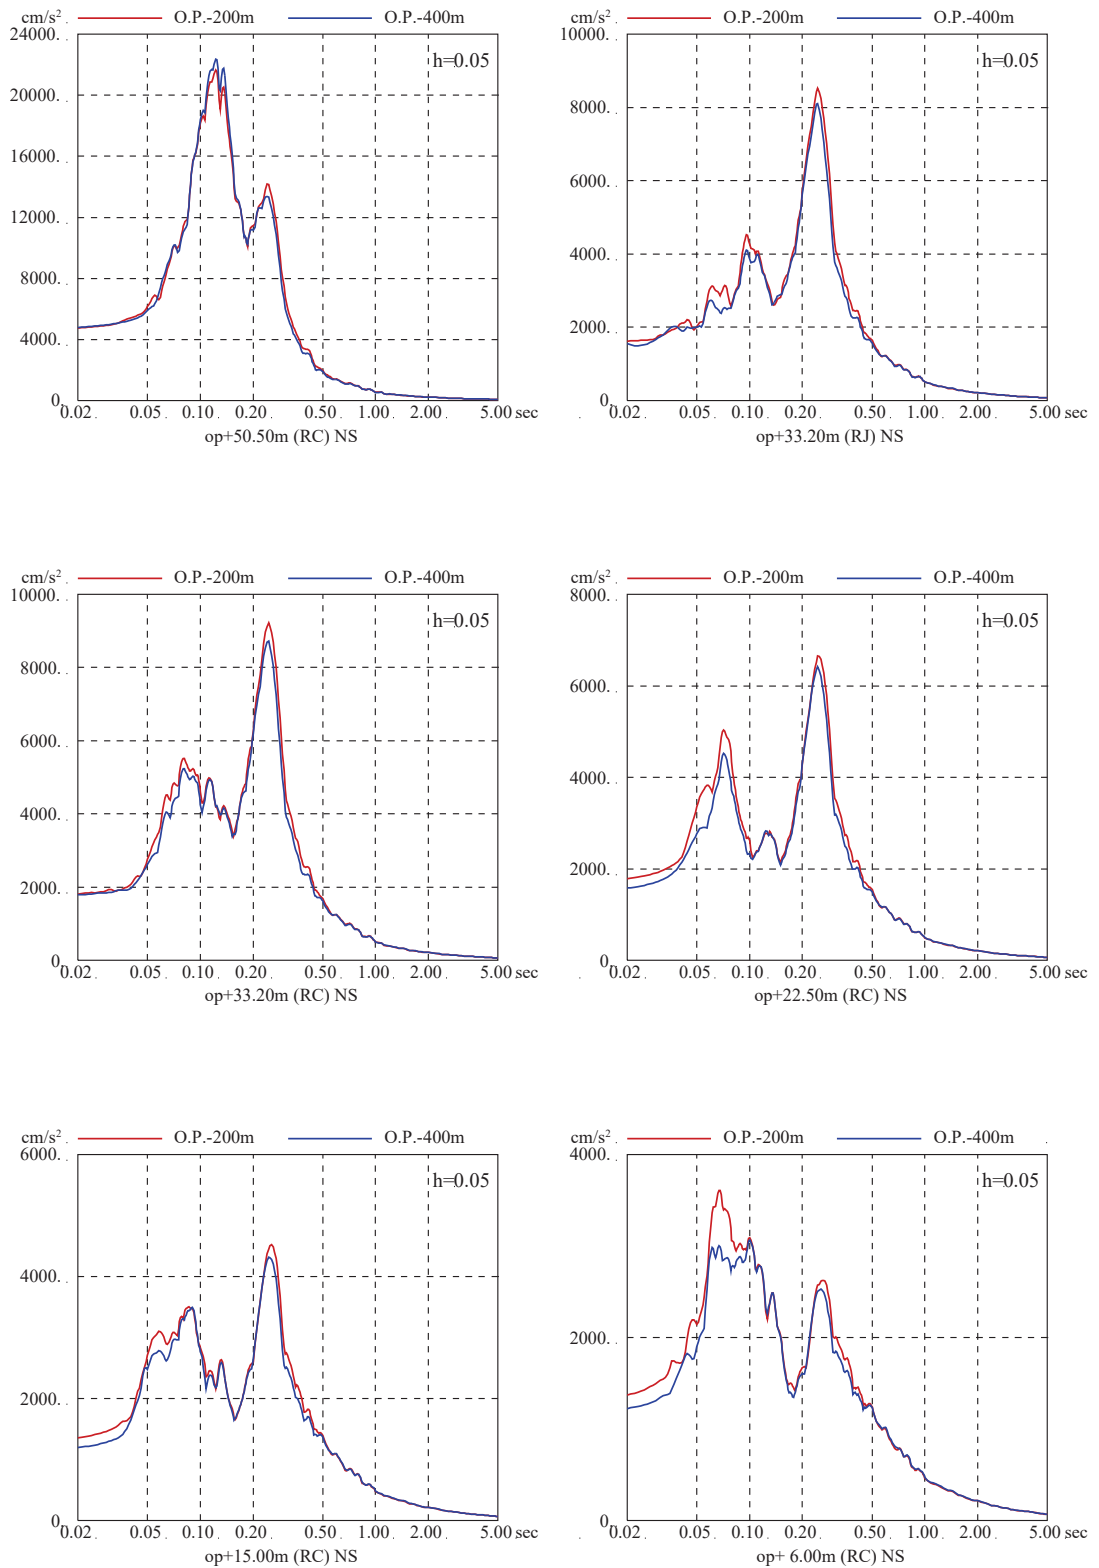 cm/s² O.P.-200m O.P.-400m
24000.
h=0.05
20000.
16000.
12000.
8000.
4000.
0.
0.02 0.05 0.10 0.20 0.50 1.00 2.00 5.00 sec
op+50.50m (RC) NS
cm/s² O.P.-200m O.P.-400m
10000.
h=0.05
8000.
6000.
4000.
2000.
0.
0.02 0.05 0.10 0.20 0.50 1.00 2.00 5.00 sec
op+33.20m (RJ) NS
cm/s² O.P.-200m O.P.-400m
10000.
h=0.05
8000.
6000.
4000.
2000.
0.
0.02 0.05 0.10 0.20 0.50 1.00 2.00 5.00 sec
op+33.20m (RC) NS
cm/s² O.P.-200m O.P.-400m
8000.
h=0.05
6000.
4000.
2000.
0.
0.02 0.05 0.10 0.20 0.50 1.00 2.00 5.00 sec
op+22.50m (RC) NS
cm/s² O.P.-200m O.P.-400m
6000.
h=0.05
4000.
2000.
0.
0.02 0.05 0.10 0.20 0.50 1.00 2.00 5.00 sec
op+15.00m (RC) NS
cm/s² O.P.-200m O.P.-400m
4000.
h=0.05
2000.
0.
0.02 0.05 0.10 0.20 0.50 1.00 2.00 5.00 sec
op+ 6.00m (RC) NS